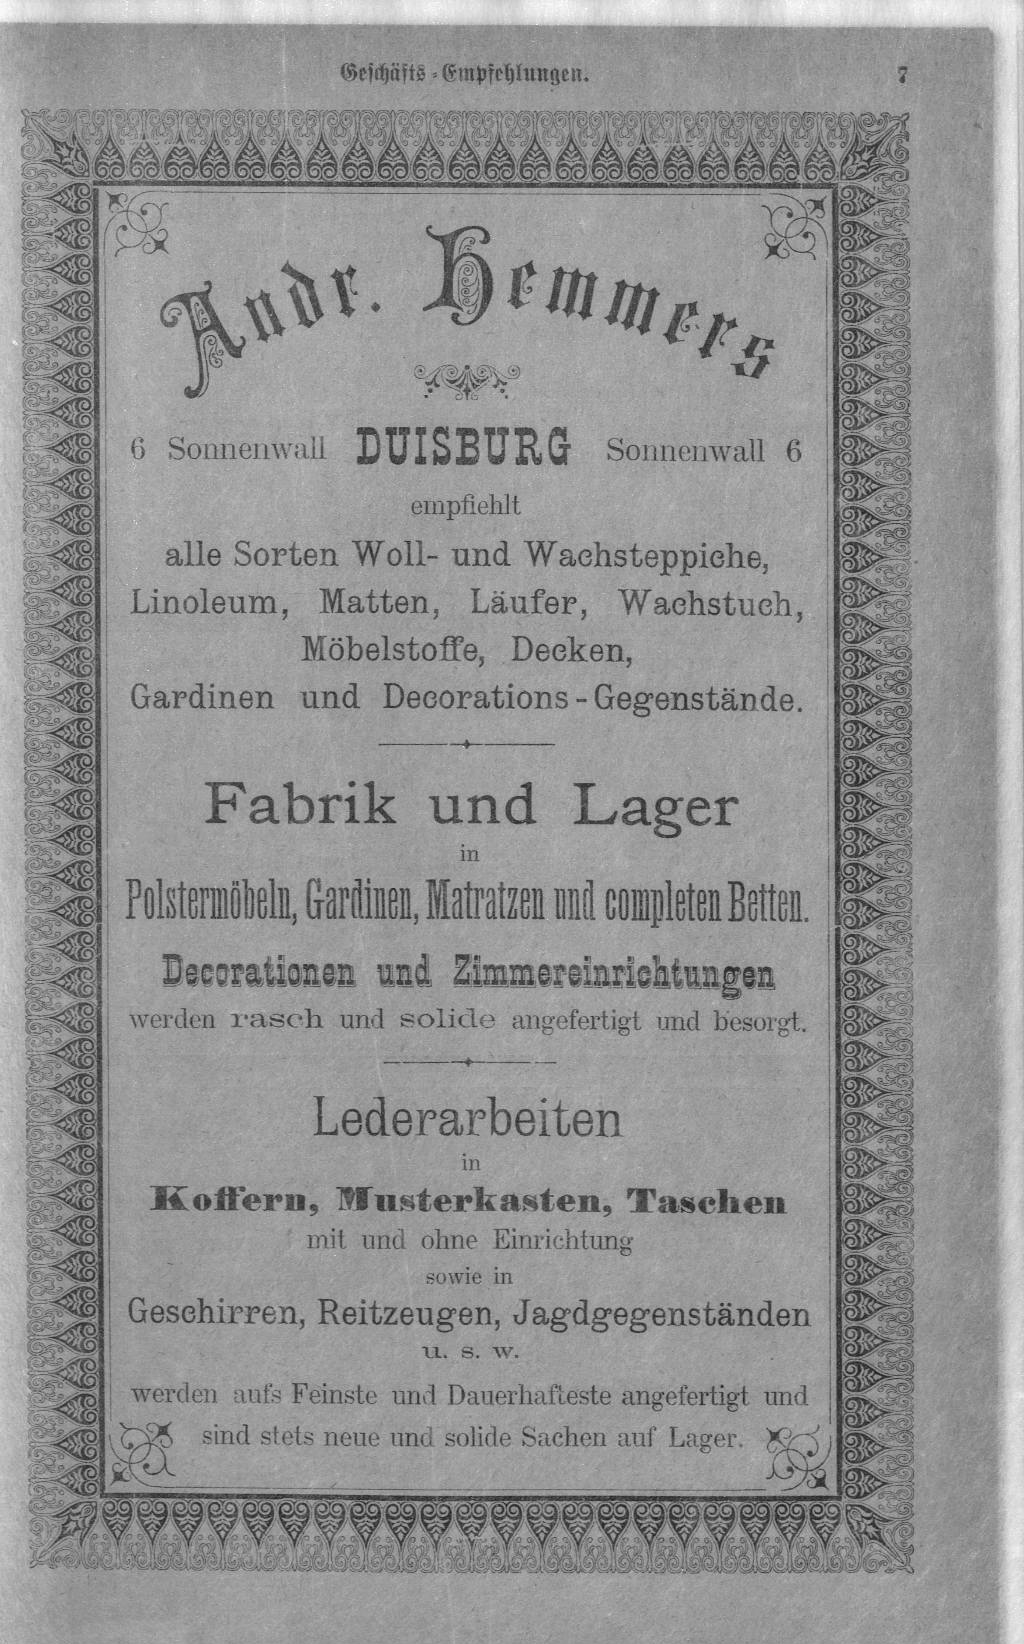 Geschäfts-Empfehlungen. 7
Andr. Hemmers
6 Sonnenwall DUISBURG Sonnenwall 6
empfiehlt
alle Sorten Woll- und Wachsteppiche,
Linoleum, Matten, Läufer, Wachstuch,
Möbelstoffe, Decken,
Gardinen und Decorations-Gegenstände.
Fabrik und Lager
in
Polstermöbeln, Gardinen, Matratzen und completen Betten.
Decorationen und Zimmereinrichtungen
werden rasch und solide angefertigt und besorgt.
Lederarbeiten
in
Koffern, Musterkasten, Taschen
mit und ohne Einrichtung
sowie in
Geschirren, Reitzeugen, Jagdgegenständen
u. s. w.
werden aufs Feinste und Dauerhafteste angefertigt und
sind stets neue und solide Sachen auf Lager.